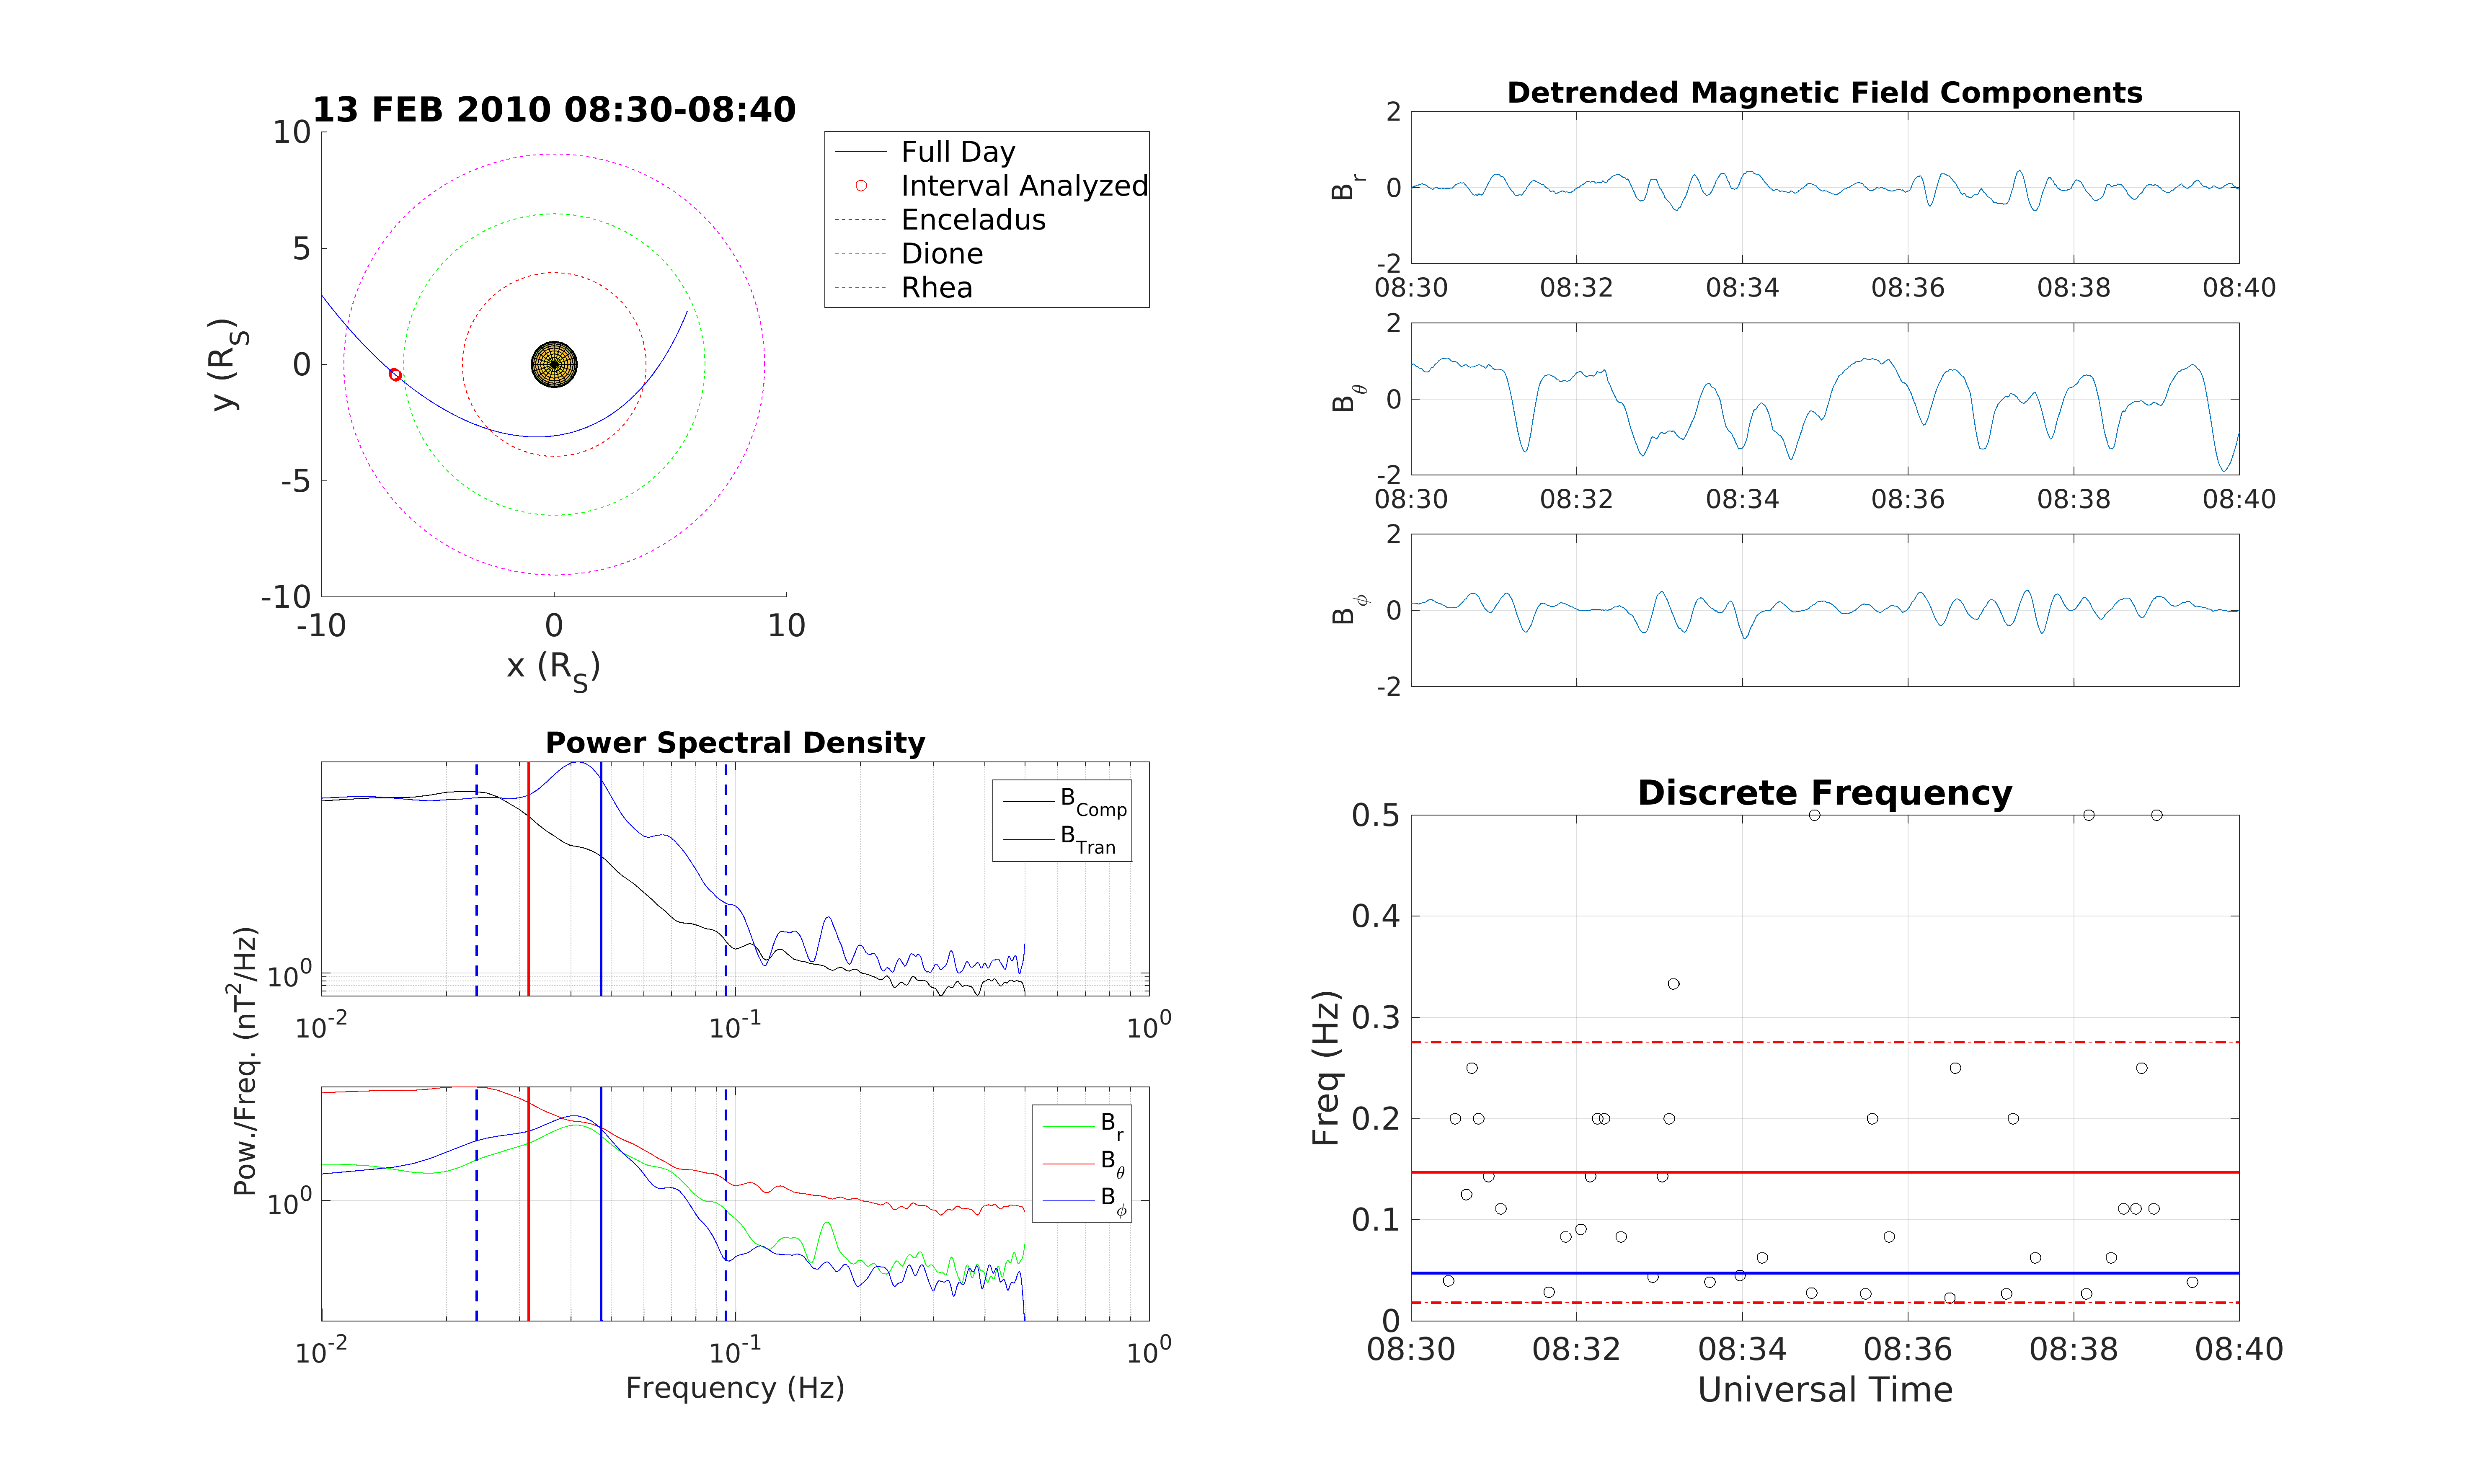 13 FEB 2010 08:30-08:40
10
5
0
-5
-10
-10
0
10
y (R_S)
x (R_S)
Full Day
Interval Analyzed
Enceladus
Dione
Rhea
Detrended Magnetic Field Components
B_r
2
0
-2
08:30
08:32
08:34
08:36
08:38
08:40
B_θ
2
0
-2
08:30
08:32
08:34
08:36
08:38
08:40
B_ϕ
2
0
-2
Power Spectral Density
Pow./Freq. (nT^2/Hz)
10^0
10^-2
10^-1
10^0
B_Comp
B_Tran
10^0
10^-2
10^-1
10^0
B_r
B_θ
B_ϕ
Frequency (Hz)
Discrete Frequency
Freq (Hz)
0.5
0.4
0.3
0.2
0.1
0
08:30
08:32
08:34
08:36
08:38
08:40
Universal Time